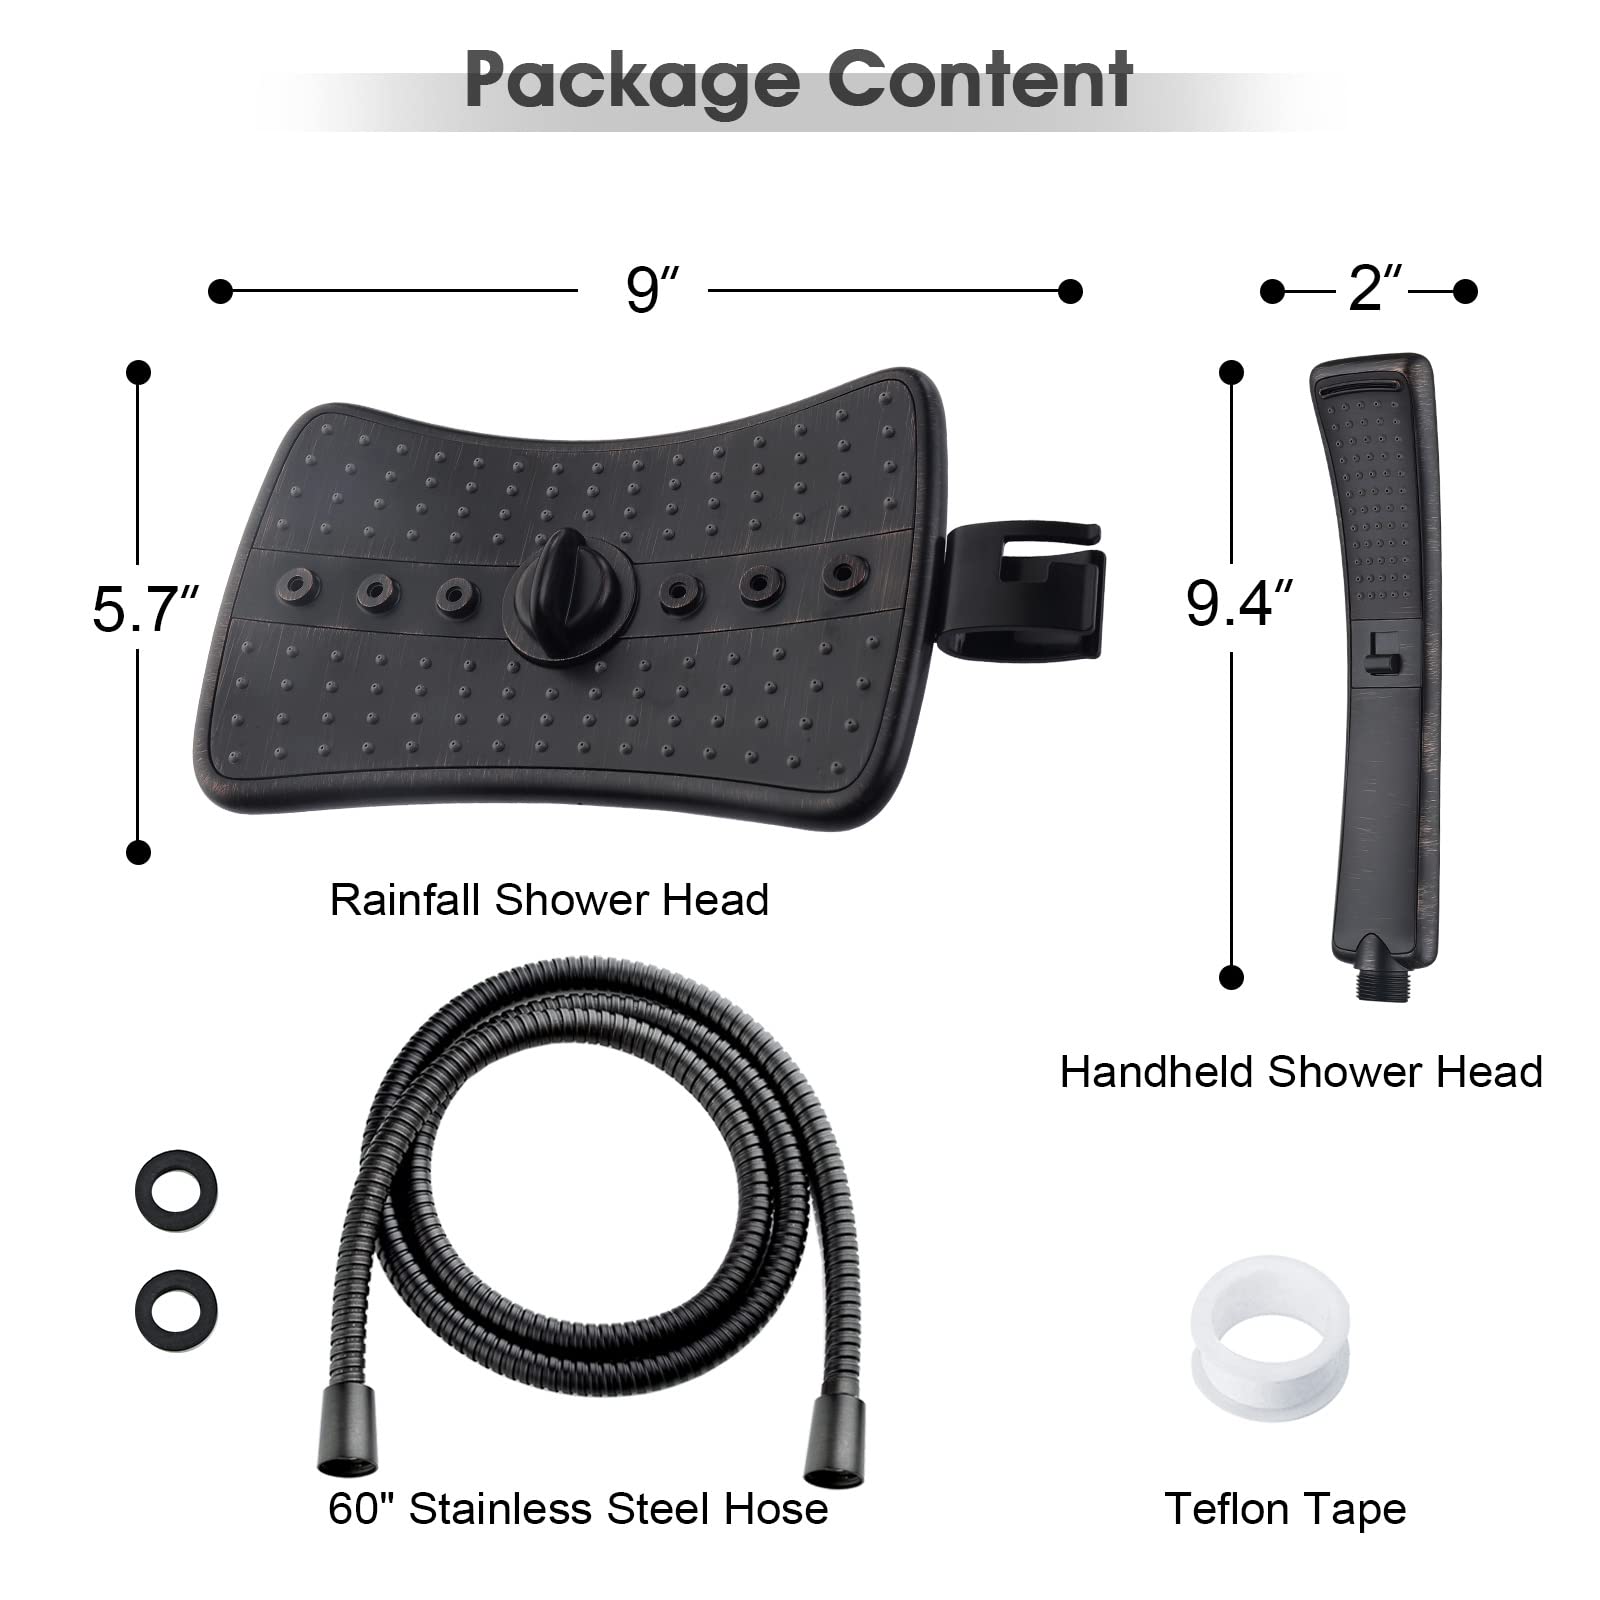 Package Content
9″
2″
5.7″
9.4″
Rainfall Shower Head
Handheld Shower Head
60" Stainless Steel Hose
Teflon Tape